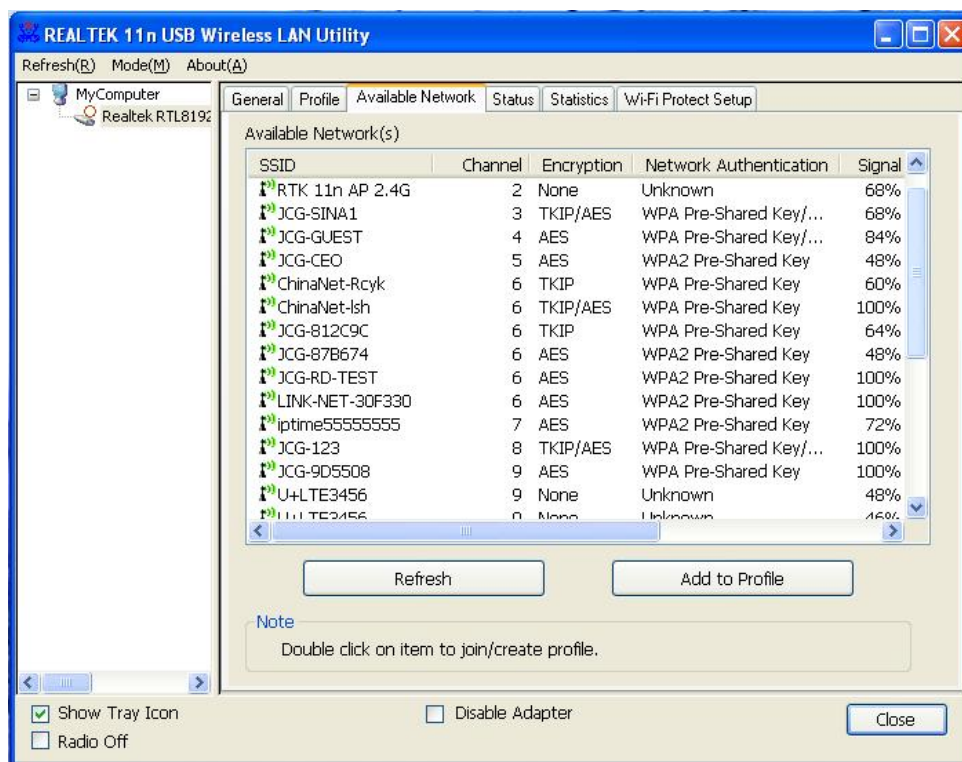 REALTEK 11n USB Wireless LAN Utility
Refresh(R) Mode(M) About(A)
MyComputer
Realtek RTL8192
General Profile Available Network Status Statistics Wi-Fi Protect Setup
Available Network(s)
SSID Channel Encryption Network Authentication Signal
RTK 11n AP 2.4G 2 None Unknown 68%
JCG-SINA1 3 TKIP/AES WPA Pre-Shared Key/... 68%
JCG-GUEST 4 AES WPA Pre-Shared Key/... 84%
JCG-CEO 5 AES WPA2 Pre-Shared Key 48%
ChinaNet-Rcyk 6 TKIP WPA Pre-Shared Key 60%
ChinaNet-lsh 6 TKIP/AES WPA Pre-Shared Key 100%
JCG-812C9C 6 TKIP WPA Pre-Shared Key 64%
JCG-87B674 6 AES WPA2 Pre-Shared Key 48%
JCG-RD-TEST 6 AES WPA2 Pre-Shared Key 100%
LINK-NET-30F330 6 AES WPA2 Pre-Shared Key 100%
iptime55555555 7 AES WPA2 Pre-Shared Key 72%
JCG-123 8 TKIP/AES WPA Pre-Shared Key/... 100%
JCG-9D5508 9 AES WPA Pre-Shared Key 100%
U+LTE3456 9 None Unknown 48%
U+LTE3456 9 None Unknown 46%
Refresh Add to Profile
Note
Double click on item to join/create profile.
Show Tray Icon Disable Adapter Close
Radio Off